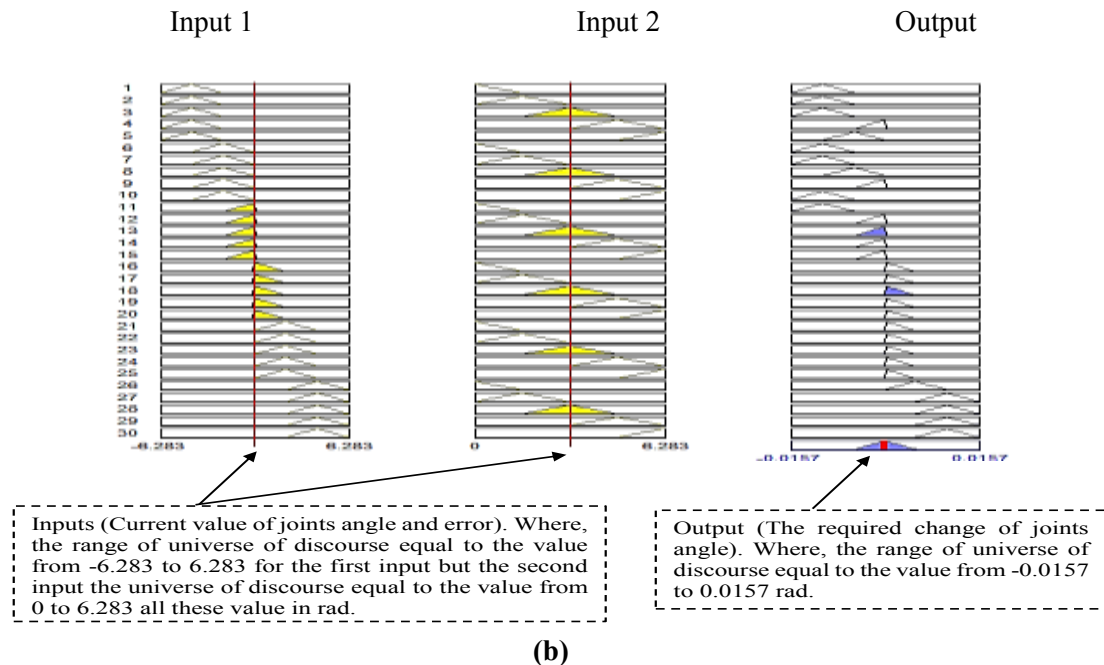 Input 1 Input 2 Output
1
2
3
4
5
6
7
8
9
10
11
12
13
14
15
16
17
18
19
20
21
22
23
24
25
26
27
28
29
30
-6.283 6.283 0 6.283 -0.0157 0.0157
Inputs (Current value of joints angle and error). Where,
the range of universe of discourse equal to the value
from -6.283 to 6.283 for the first input but the second
input the universe of discourse equal to the value from
0 to 6.283 all these value in rad.
Output (The required change of joints
angle). Where, the range of universe of
discourse equal to the value from -0.0157
to 0.0157 rad.
(b)